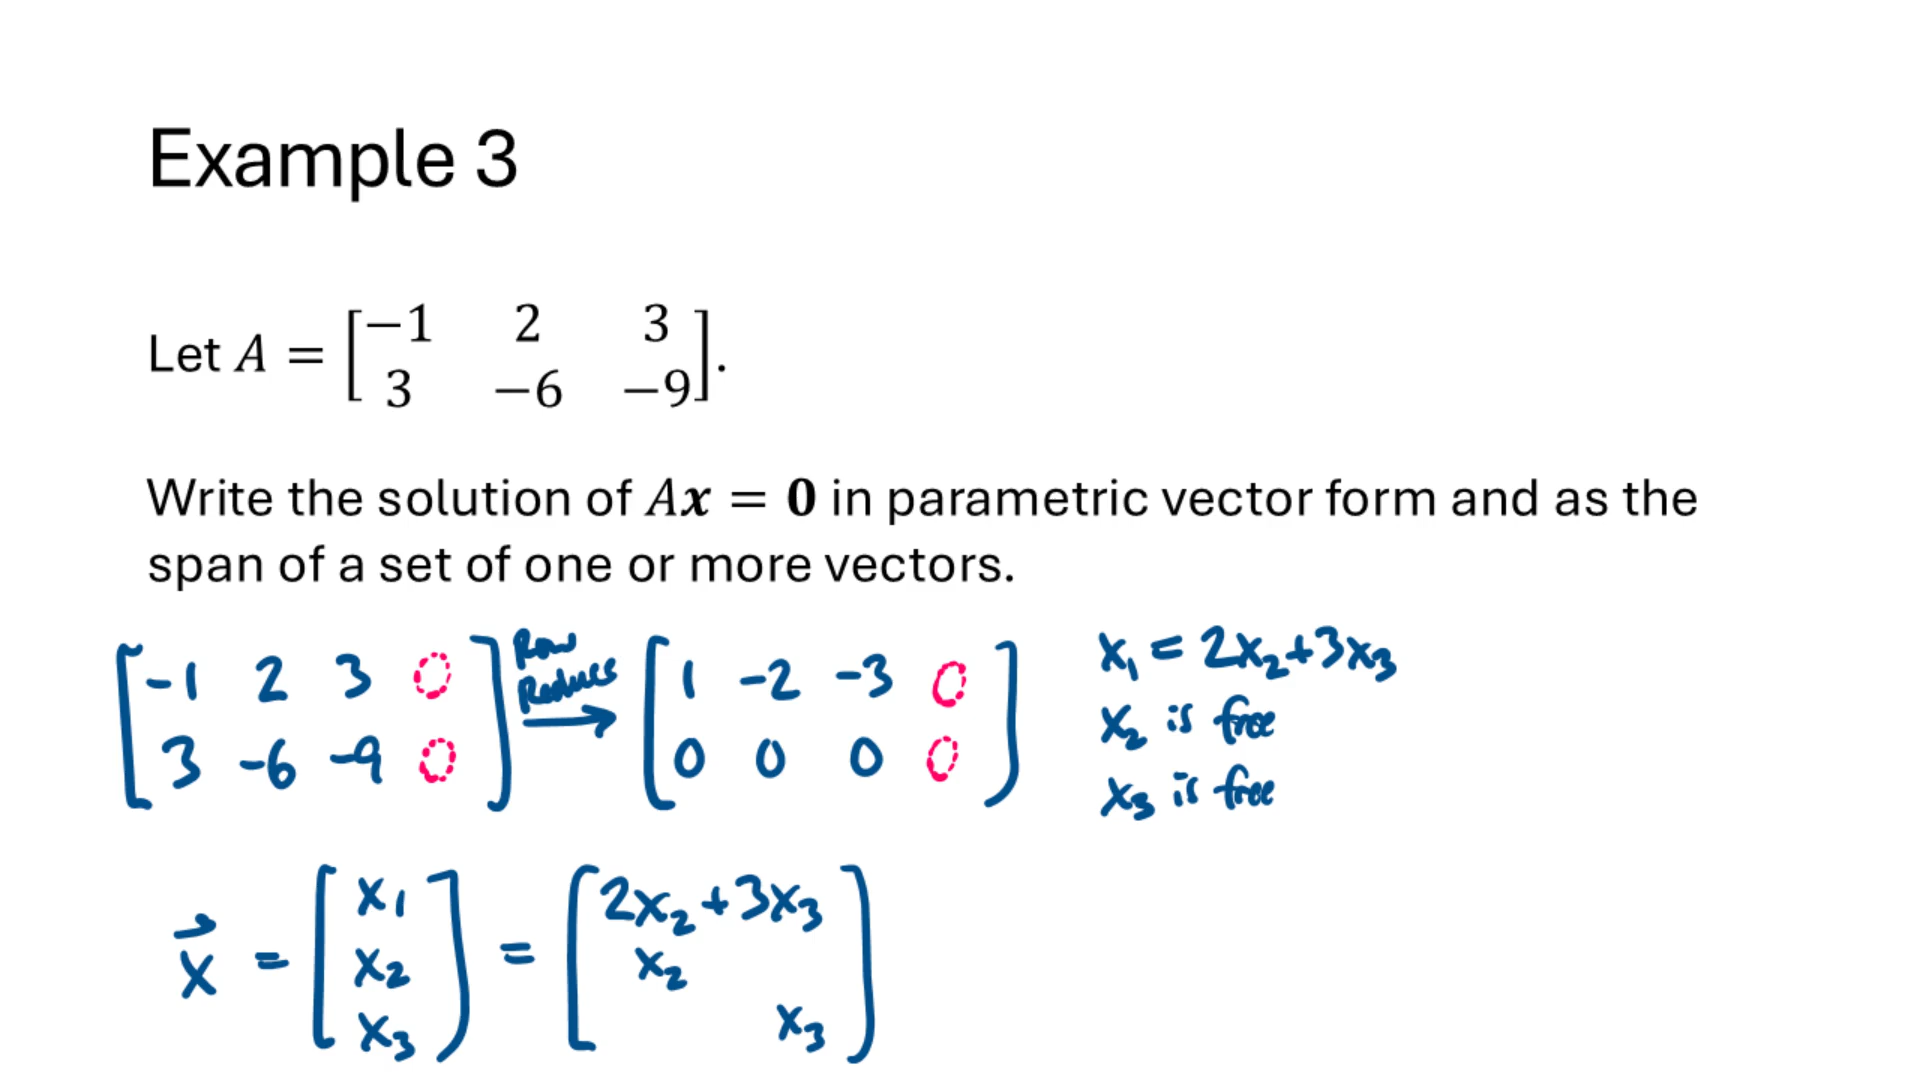 Example 3
Let A = [−1 2 3
3 −6 −9].
Write the solution of Ax = 0 in parametric vector form and as the
span of a set of one or more vectors.
[-1 2 3 0
3 -6 -9 0]
Row
Reduces
→
[1 -2 -3 0
0 0 0 0]
x₁ = 2x₂+3x₃
x₂ is free
x₃ is free
x⃗ = [x₁
x₂
x₃]
= [2x₂+3x₃
x₂
x₃]